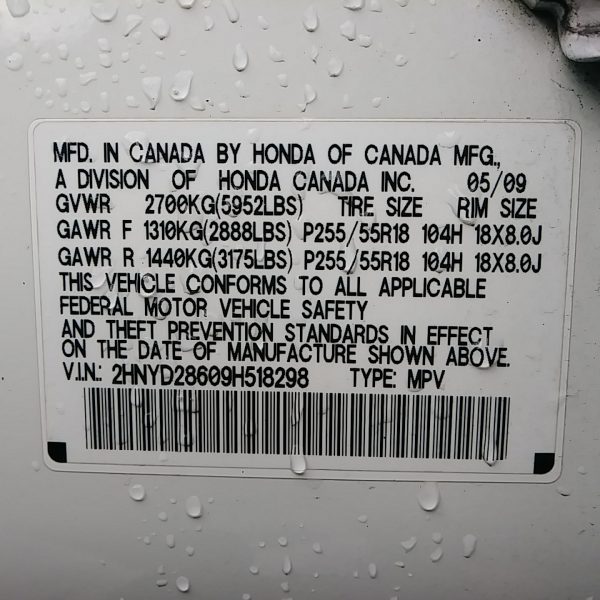 MFD. IN CANADA BY HONDA OF CANADA MFG.,
A DIVISION OF HONDA CANADA INC. 05/09
GVWR 2700KG(5952LBS) TIRE SIZE RIM SIZE
GAWR F 1310KG(2888LBS) P255/55R18 104H 18X8.0J
GAWR R 1440KG(3175LBS) P255/55R18 104H 18X8.0J
THIS VEHICLE CONFORMS TO ALL APPLICABLE
FEDERAL MOTOR VEHICLE SAFETY
AND THEFT PREVENTION STANDARDS IN EFFECT
ON THE DATE OF MANUFACTURE SHOWN ABOVE.
V.I.N.: 2HNYD28609H518298 TYPE: MPV